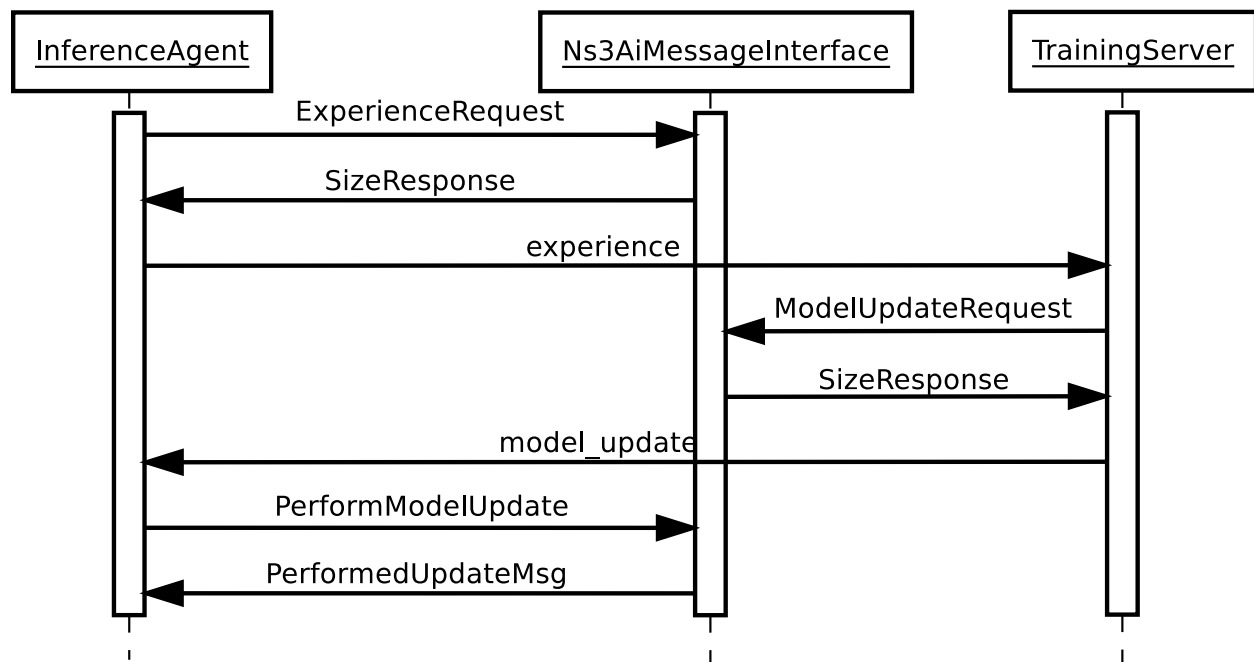 InferenceAgent
Ns3AiMessageInterface
TrainingServer
ExperienceRequest
SizeResponse
experience
ModelUpdateRequest
SizeResponse
model_update
PerformModelUpdate
PerformedUpdateMsg